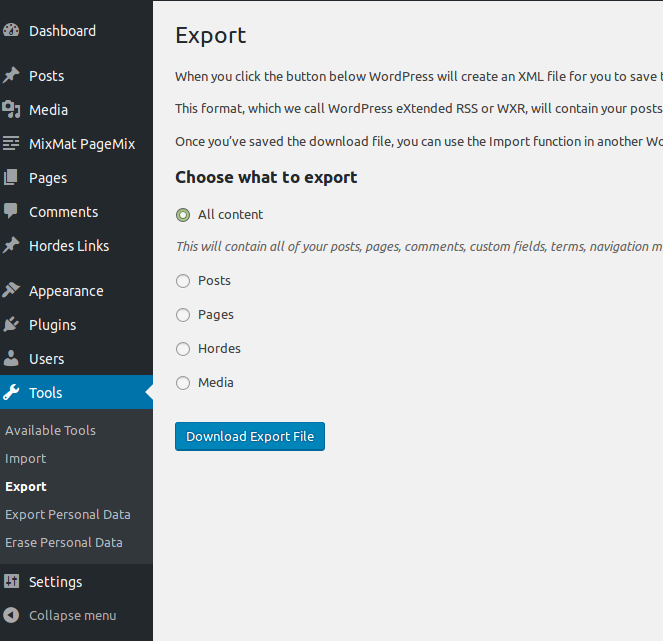 Dashboard
Posts
Media
MixMat PageMix
Pages
Comments
Hordes Links
Appearance
Plugins
Users
Tools
Available Tools
Import
Export
Export Personal Data
Erase Personal Data
Settings
Collapse menu
Export
When you click the button below WordPress will create an XML file for you to save
This format, which we call WordPress eXtended RSS or WXR, will contain your posts
Once you’ve saved the download file, you can use the Import function in another
Choose what to export
All content
This will contain all of your posts, pages, comments, custom fields, terms, navigation
Posts
Pages
Hordes
Media
Download Export File